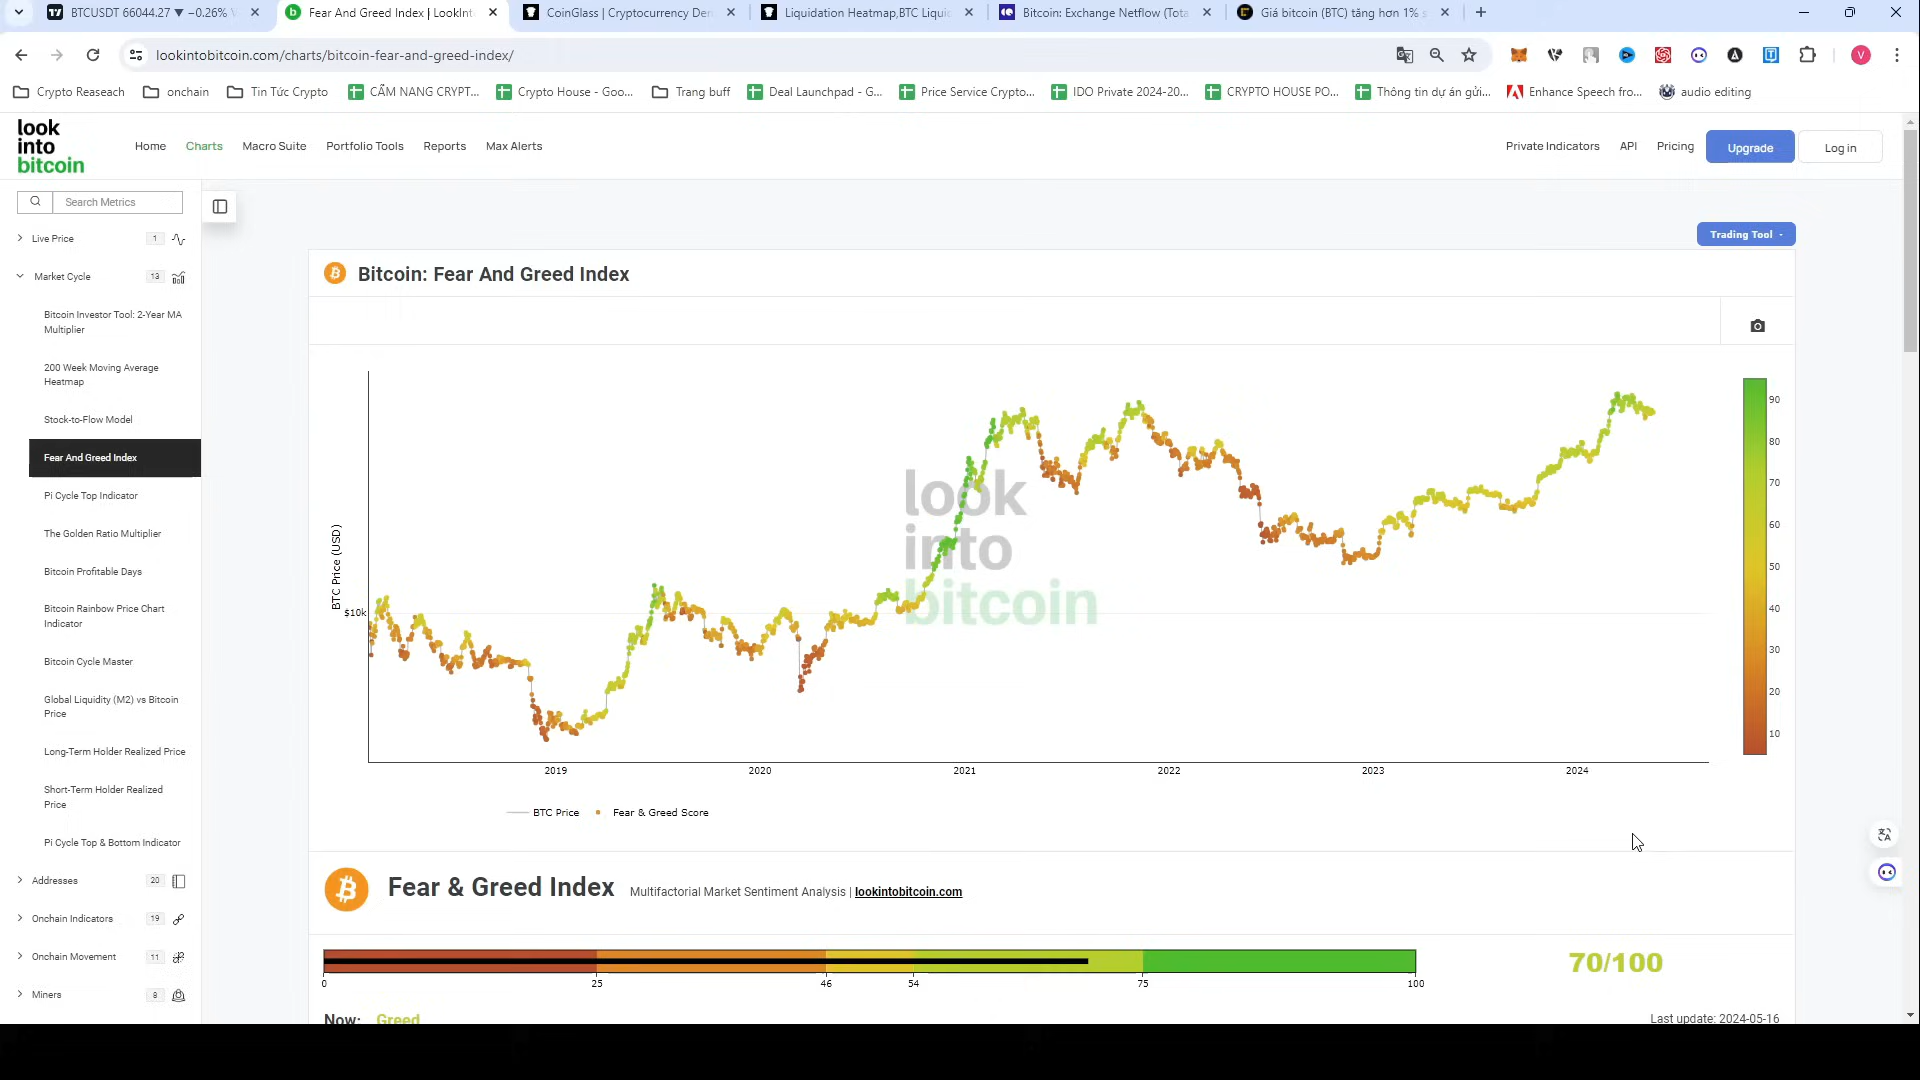 BTCUSDT 66044.27 ▼ −0.26%
Fear And Greed Index | LookInt
CoinGlass | Cryptocurrency Der
Liquidation Heatmap,BTC Liquid
Bitcoin: Exchange Netflow (Tota
Giá bitcoin (BTC) tăng hơn 1% s
lookintobitcoin.com/charts/bitcoin-fear-and-greed-index/
V
Crypto Reaseach
onchain
Tin Tức Crypto
CẨM NANG CRYPT...
Crypto House - Goo...
Trang buff
Deal Launchpad - G...
Price Service Crypto...
IDO Private 2024-20...
CRYPTO HOUSE PO...
Thông tin dự án gửi...
Enhance Speech fro...
audio editing
look
into
bitcoin
Home
Charts
Macro Suite
Portfolio Tools
Reports
Max Alerts
Private Indicators
API
Pricing
Upgrade
Log in
Search Metrics
Live Price
1
Market Cycle
13
Bitcoin Investor Tool: 2-Year MA
Multiplier
200 Week Moving Average
Heatmap
Stock-to-Flow Model
Fear And Greed Index
Pi Cycle Top Indicator
The Golden Ratio Multiplier
Bitcoin Profitable Days
Bitcoin Rainbow Price Chart
Indicator
Bitcoin Cycle Master
Global Liquidity (M2) vs Bitcoin
Price
Long-Term Holder Realized Price
Short-Term Holder Realized
Price
Pi Cycle Top & Bottom Indicator
Addresses
20
Onchain Indicators
19
Onchain Movement
11
Miners
8
Trading Tool
Bitcoin: Fear And Greed Index
BTC Price (USD)
$10k
look
into
bitcoin
90
80
70
60
50
40
30
20
10
2019
2020
2021
2022
2023
2024
BTC Price
Fear & Greed Score
Fear & Greed Index
Multifactorial Market Sentiment Analysis | lookintobitcoin.com
0
25
46
54
75
100
70/100
Now: Greed
Last update: 2024-05-16